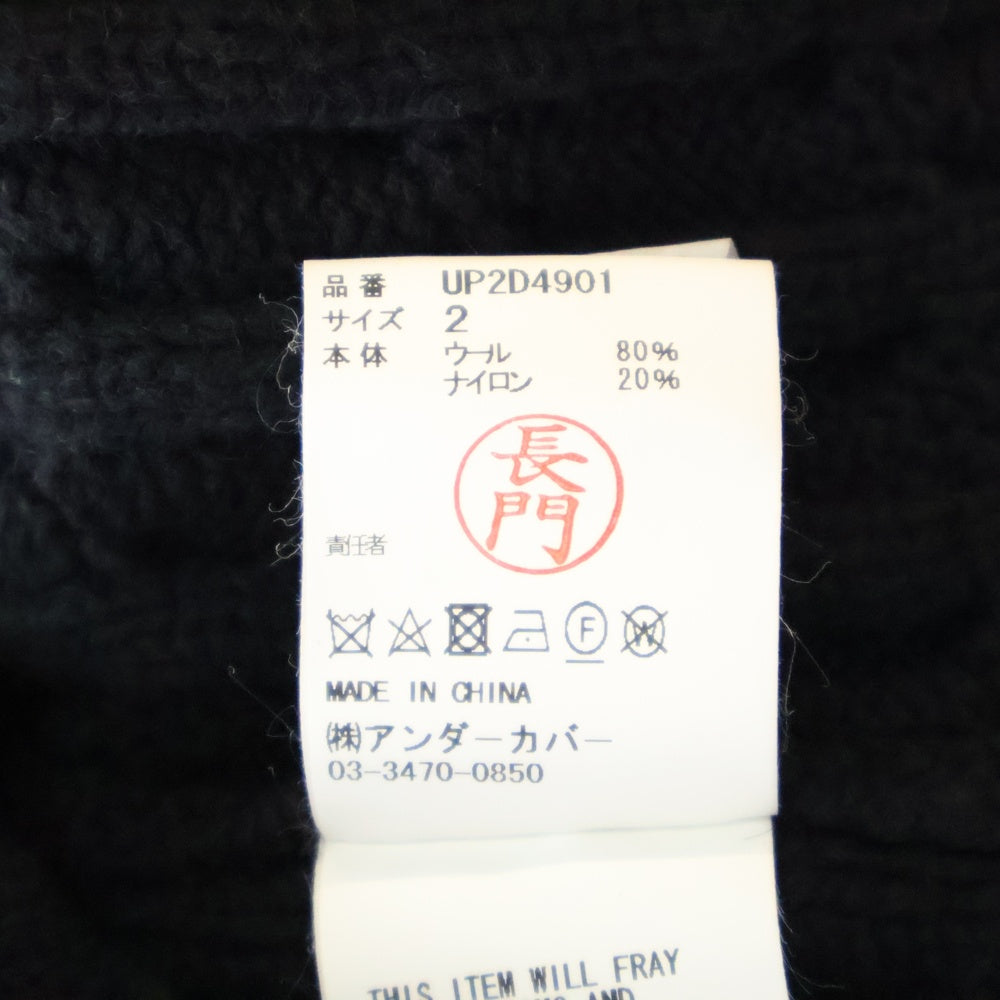 品番 UP2D4901
サイズ 2
本体 ウール 80%
ナイロン 20%
長門
責任者
F W
MADE IN CHINA
㈱アンダーカバー
03-3470-0850
THIS ITEM WILL FRAY
AND